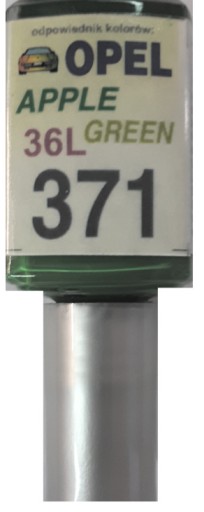 odpowiednik kolorów:
OPEL
APPLE
36L GREEN
371